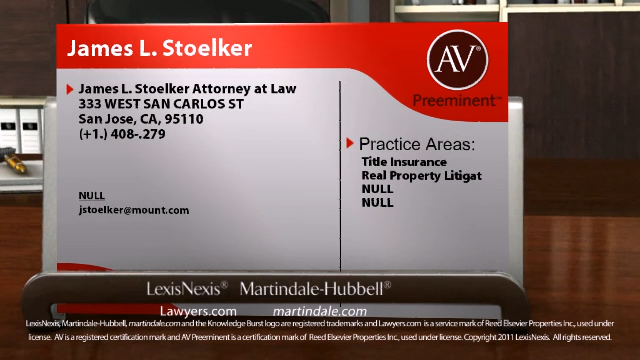 James L. Stoelker
AV®
Preeminent™
James L. Stoelker Attorney at Law
333 WEST SAN CARLOS ST
San Jose, CA, 95110
(+1.) 408-.279
Practice Areas:
Title Insurance
Real Property Litigat
NULL
NULL
NULL
jstoelker@mount.com
LexisNexis® Martindale-Hubbell®
Lawyers.com martindale.com
LexisNexis, Martindale-Hubbell, martindale.com and the Knowledge Burst logo are registered trademarks and Lawyers.com is a service mark of Reed Elsevier Properties Inc., used under
license. AV is a registered certification mark and AV Preeminent is a certification mark of Reed Elsevier Properties Inc., used under license. Copyright 2011 LexisNexis. All rights reserved.